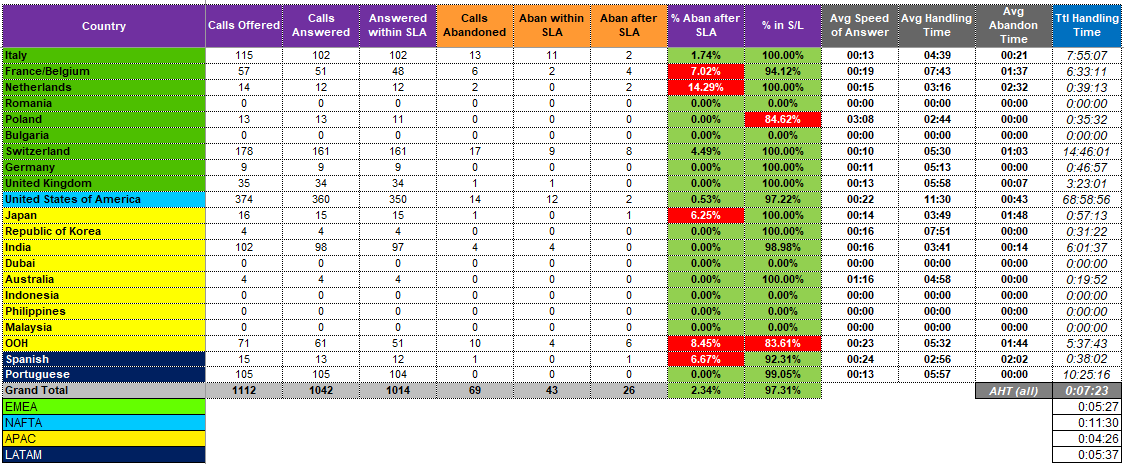 Country Calls Offered Calls Answered Answered within SLA Calls Abandoned Aban within SLA Aban after SLA % Aban after SLA % in S/L Avg Speed of Answer Avg Handling Time Avg Abandon Time Ttl Handling Time
Italy 115 102 102 13 11 2 1.74% 100.00% 00:13 04:39 00:21 7:55:07
France/Belgium 57 51 48 6 2 4 7.02% 94.12% 00:19 07:43 01:37 6:33:11
Netherlands 14 12 12 2 0 2 14.29% 100.00% 00:15 03:16 02:32 0:39:13
Romania 0 0 0 0 0 0 0.00% 0.00% 00:00 00:00 00:00 0:00:00
Poland 13 13 11 0 0 0 0.00% 84.62% 03:08 02:44 00:00 0:35:32
Bulgaria 0 0 0 0 0 0 0.00% 0.00% 00:00 00:00 00:00 0:00:00
Switzerland 178 161 161 17 9 8 4.49% 100.00% 00:10 05:30 01:03 14:46:01
Germany 9 9 9 0 0 0 0.00% 100.00% 00:11 05:13 00:00 0:46:57
United Kingdom 35 34 34 1 1 0 0.00% 100.00% 00:13 05:58 00:07 3:23:01
United States of America 374 360 350 14 12 2 0.53% 97.22% 00:22 11:30 00:43 68:58:56
Japan 16 15 15 1 0 1 6.25% 100.00% 00:14 03:49 01:48 0:57:13
Republic of Korea 4 4 4 0 0 0 0.00% 100.00% 00:16 07:51 00:00 0:31:22
India 102 98 97 4 4 0 0.00% 98.98% 00:16 03:41 00:14 6:01:37
Dubai 0 0 0 0 0 0 0.00% 0.00% 00:00 00:00 00:00 0:00:00
Australia 4 4 4 0 0 0 0.00% 100.00% 01:16 04:58 00:00 0:19:52
Indonesia 0 0 0 0 0 0 0.00% 0.00% 00:00 00:00 00:00 0:00:00
Philippines 0 0 0 0 0 0 0.00% 0.00% 00:00 00:00 00:00 0:00:00
Malaysia 0 0 0 0 0 0 0.00% 0.00% 00:00 00:00 00:00 0:00:00
OOH 71 61 51 10 4 6 8.45% 83.61% 00:23 05:32 01:44 5:37:43
Spanish 15 13 12 1 0 1 6.67% 92.31% 00:24 02:56 02:02 0:38:02
Portuguese 105 105 104 0 0 0 0.00% 99.05% 00:13 05:57 00:00 10:25:16
Grand Total 1112 1042 1014 69 43 26 2.34% 97.31% AHT (all) 0:07:23
EMEA 0:05:27
NAFTA 0:11:30
APAC 0:04:26
LATAM 0:05:37